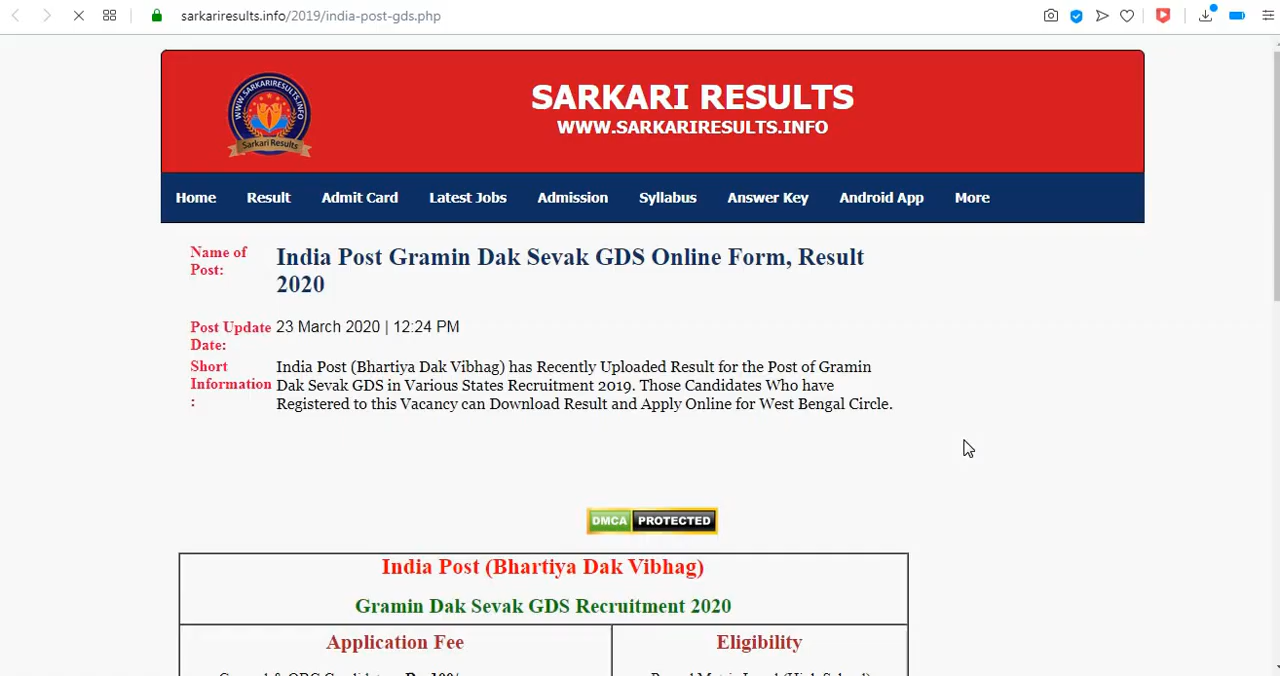 sarkariresults.info/2019/india-post-gds.php
WWW.SARKARIRESULTS.INFO
Sarkari Results
SARKARI RESULTS
WWW.SARKARIRESULTS.INFO
Home Result Admit Card Latest Jobs Admission Syllabus Answer Key Android App More
Name of
Post:
India Post Gramin Dak Sevak GDS Online Form, Result
2020
Post Update
Date:
23 March 2020 | 12:24 PM
Short
Information
:
India Post (Bhartiya Dak Vibhag) has Recently Uploaded Result for the Post of Gramin
Dak Sevak GDS in Various States Recruitment 2019. Those Candidates Who have
Registered to this Vacancy can Download Result and Apply Online for West Bengal Circle.
DMCA PROTECTED
India Post (Bhartiya Dak Vibhag)
Gramin Dak Sevak GDS Recruitment 2020
Application Fee
Eligibility